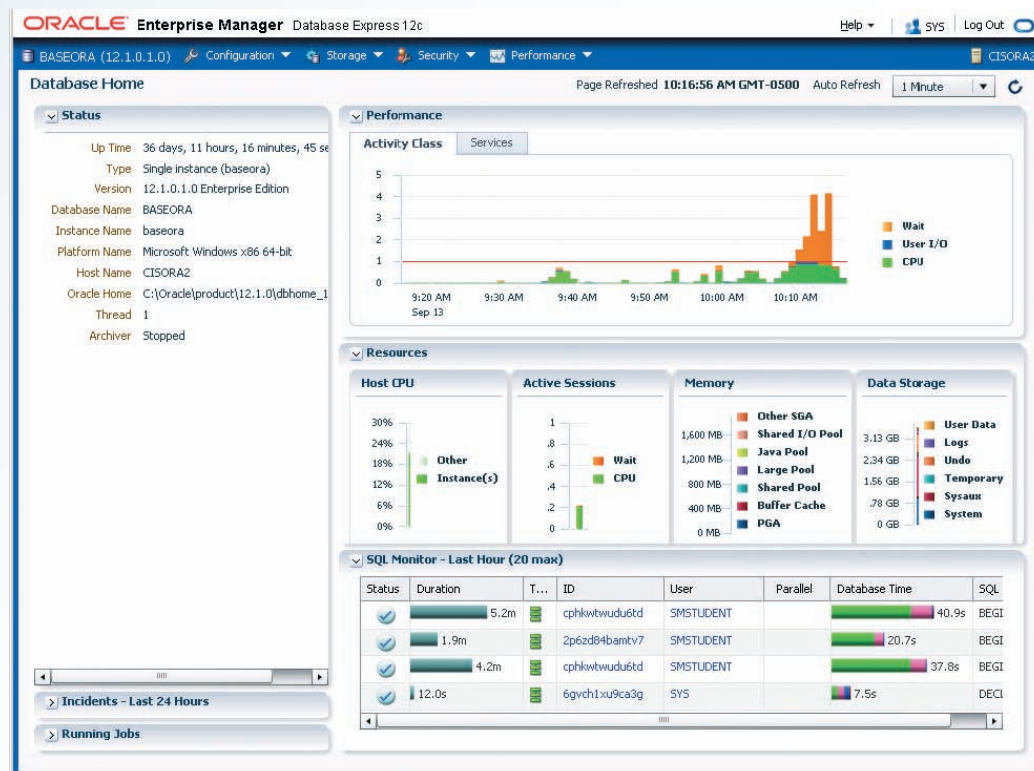 ORACLE Enterprise Manager Database Express 12c
Help SYS Log Out
BASEORA (12.1.0.1.0) Configuration Storage Security Performance CISORA2
Database Home
Page Refreshed 10:16:56 AM GMT-0500 Auto Refresh 1 Minute
Status
Up Time 36 days, 11 hours, 16 minutes, 45 se
Type Single instance (baseora)
Version 12.1.0.1.0 Enterprise Edition
Database Name BASEORA
Instance Name baseora
Platform Name Microsoft Windows x86 64-bit
Host Name CISORA2
Oracle Home C:\Oracle\product\12.1.0\dbhome_1
Thread 1
Archiver Stopped
Incidents - Last 24 Hours
Running Jobs
Performance
Activity Class Services
5
4
3
2
1
0
9:20 AM 9:30 AM 9:40 AM 9:50 AM 10:00 AM 10:10 AM
Sep 13
Wait
User I/O
CPU
Resources
Host CPU
30%
24%
18%
12%
6%
0%
Other
Instance(s)
Active Sessions
1
.8
.6
.4
.2
0
Wait
CPU
Memory
1,600 MB
1,200 MB
800 MB
400 MB
0 MB
Other SGA
Shared I/O Pool
Java Pool
Large Pool
Shared Pool
Buffer Cache
PGA
Data Storage
3.13 GB
2.34 GB
1.56 GB
.78 GB
0 GB
User Data
Logs
Undo
Temporary
Sysaux
System
SQL Monitor - Last Hour (20 max)
Status Duration T... ID User Parallel Database Time SQL
5.2m cphkwtwudu6td SMSTUDENT 40.9s BEGI
1.9m 2p6zd84bamtv7 SMSTUDENT 20.7s BEGI
4.2m cphkwtwudu6td SMSTUDENT 37.8s BEGI
12.0s 6gvch1xu9ca3g SYS 7.5s DECL